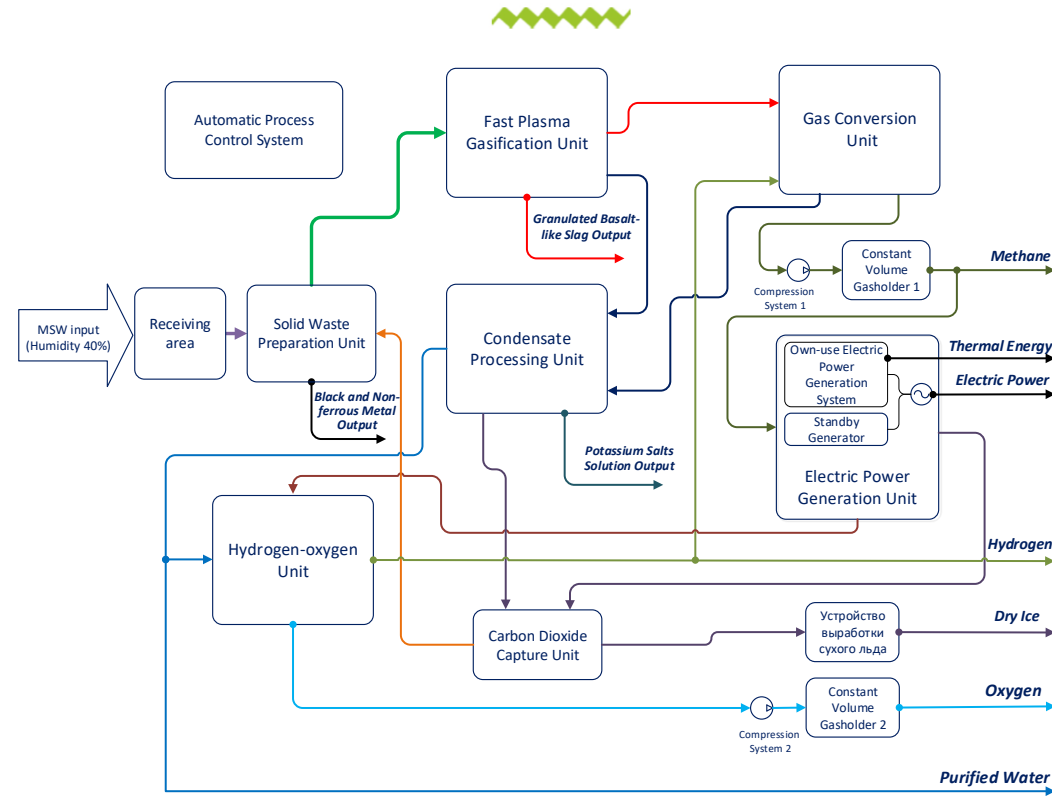 Automatic Process
Control System
Fast Plasma
Gasification Unit
Gas Conversion
Unit
Granulated Basalt-
like Slag Output
MSW input
(Humidity 40%)
Receiving
area
Solid Waste
Preparation Unit
Condensate
Processing Unit
Compression
System 1
Constant
Volume
Gasholder 1
Methane
Own-use Electric
Power
Generation
System
Standby
Generator
Electric Power
Generation Unit
Thermal Energy
Electric Power
Black and Non-
ferrous Metal
Output
Potassium Salts
Solution Output
Hydrogen-oxygen
Unit
Hydrogen
Carbon Dioxide
Capture Unit
Устройство
выработки
сухого льда
Dry Ice
Compression
System 2
Constant
Volume
Gasholder 2
Oxygen
Purified Water